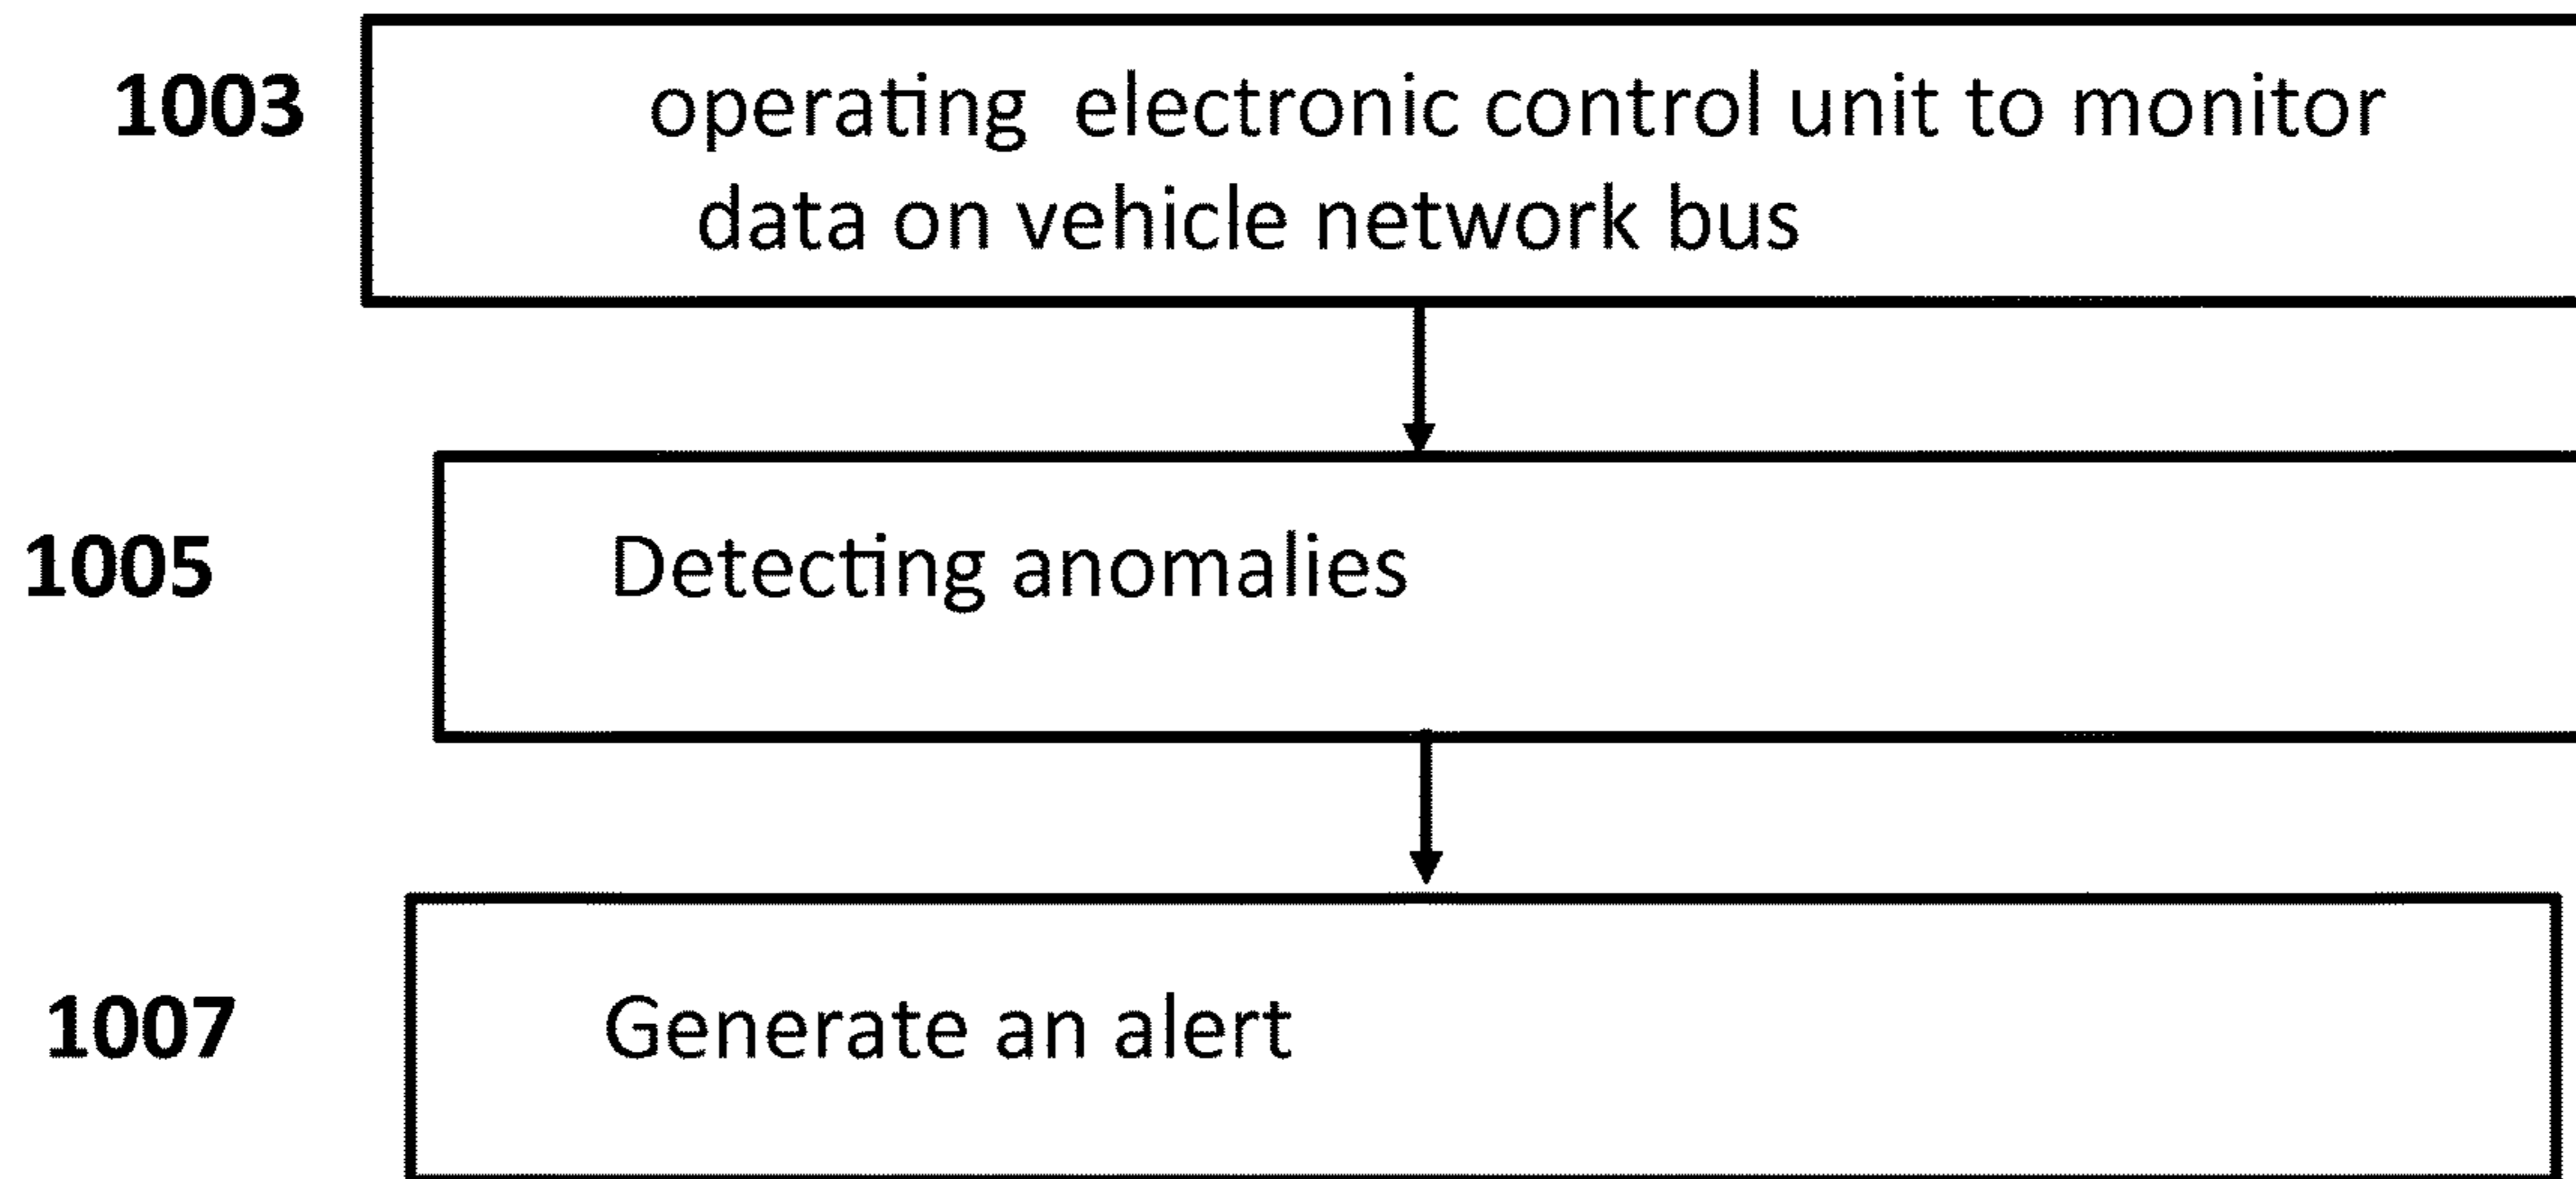 1003
operating electronic control unit to monitor
data on vehicle network bus
1005
Detecting anomalies
1007
Generate an alert